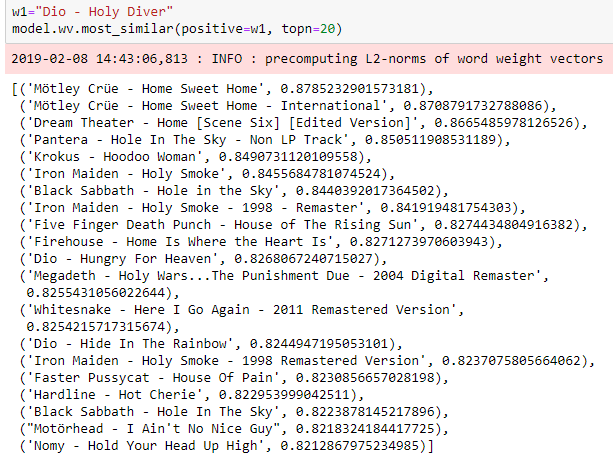 w1="Dio - Holy Diver"
model.wv.most_similar(positive=w1, topn=20)
2019-02-08 14:43:06,813 : INFO : precomputing L2-norms of word weight vectors
[('Mötley Crüe - Home Sweet Home', 0.8785232901573181),
('Mötley Crüe - Home Sweet Home - International', 0.8708791732788086),
('Dream Theater - Home [Scene Six] [Edited Version]', 0.8665485978126526),
('Pantera - Hole In The Sky - Non LP Track', 0.850511908531189),
('Krokus - Hoodoo Woman', 0.8490731120109558),
('Iron Maiden - Holy Smoke', 0.8455684781074524),
('Black Sabbath - Hole in the Sky', 0.8440392017364502),
('Iron Maiden - Holy Smoke - 1998 - Remaster', 0.841919481754303),
('Five Finger Death Punch - House of The Rising Sun', 0.8274434804916382),
('Firehouse - Home Is Where the Heart Is', 0.8271273970603943),
('Dio - Hungry For Heaven', 0.8268067240715027),
('Megadeth - Holy Wars...The Punishment Due - 2004 Digital Remaster',
0.8255431056022644),
('Whitesnake - Here I Go Again - 2011 Remastered Version',
0.8254215717315674),
('Dio - Hide In The Rainbow', 0.8244947195053101),
('Iron Maiden - Holy Smoke - 1998 Remastered Version', 0.8237075805664062),
('Faster Pussycat - House Of Pain', 0.8230856657028198),
('Hardline - Hot Cherie', 0.822953999042511),
('Black Sabbath - Hole In The Sky', 0.8223878145217896),
("Motörhead - I Ain't No Nice Guy", 0.8218324184417725),
('Nomy - Hold Your Head Up High', 0.8212867975234985)]